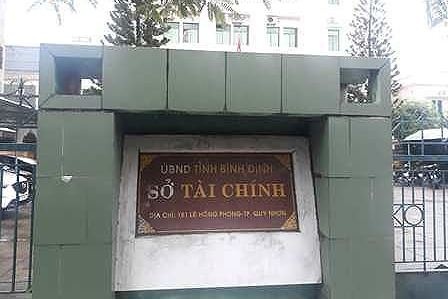 UBND TỈNH BÌNH ĐỊNH
SỞ TÀI CHÍNH
ĐỊA CHỈ: 181 LÊ HỒNG PHONG-TP. QUY NHƠN